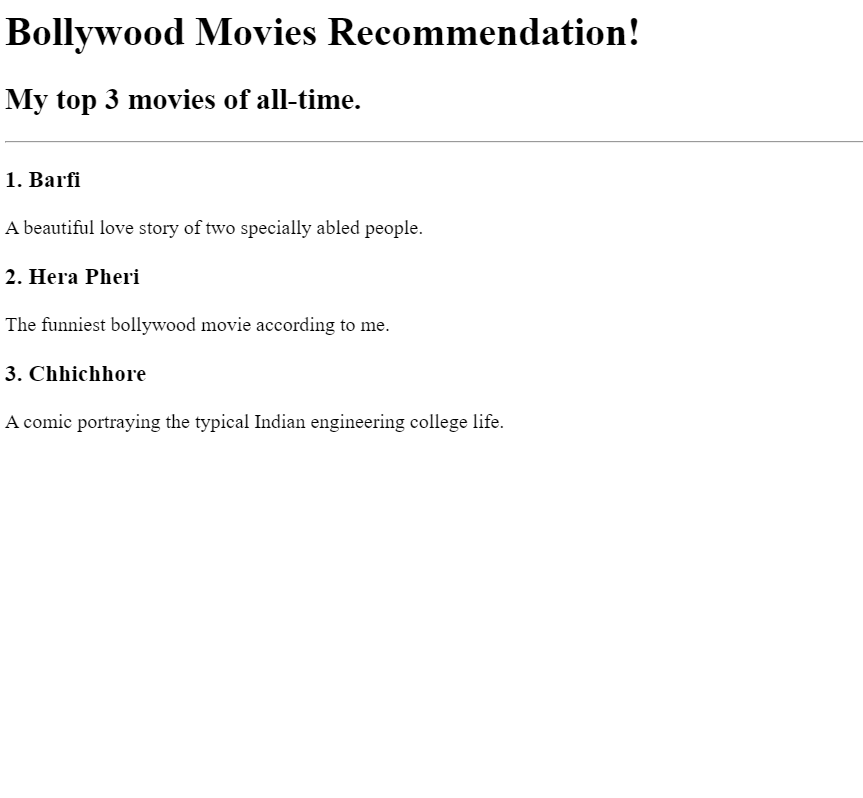 Bollywood Movies Recommendation!
My top 3 movies of all-time.
1. Barfi
A beautiful love story of two specially abled people.
2. Hera Pheri
The funniest bollywood movie according to me.
3. Chhichhore
A comic portraying the typical Indian engineering college life.